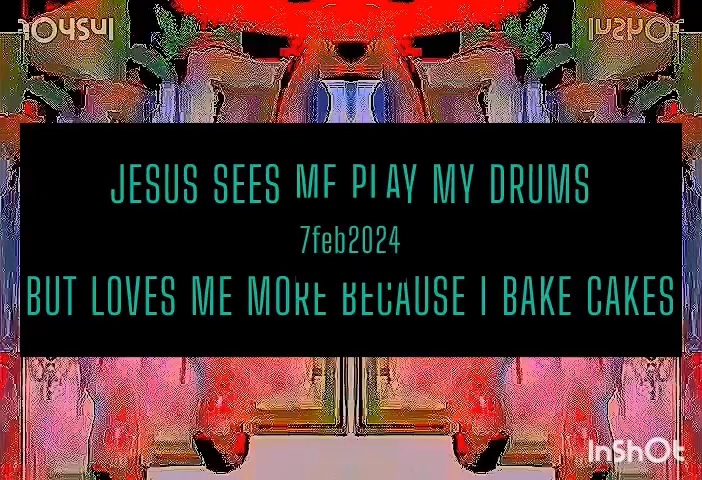 JESUS SEES ME PLAY MY DRUMS
7feb2024
BUT LOVES ME MORE BECAUSE I BAKE CAKES
InShOt